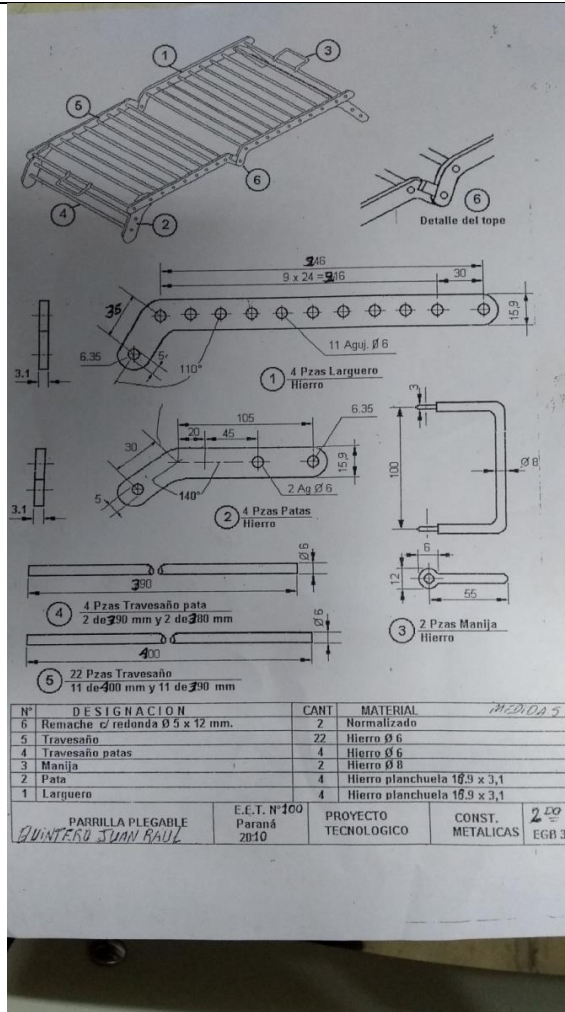 1
3
5
6
4
2
6
Detalle del tope
346
9 x 24 =216
30
35
15,9
6.35
5
110°
11 Aguj. Ø 6
3.1
1 4 Pzas Larguero
Hierro
105
6.35
20
45
30
15,9
5
140°
2 Ag Ø 6
3.1
2 4 Pzas Patas
Hierro
3
100
Ø 8
6
12
55
3 2 Pzas Manija
Hierro
Ø 6
390
4 4 Pzas Travesaño pata
2 de 390 mm y 2 de 380 mm
Ø 6
400
5 22 Pzas Travesaño
11 de 400 mm y 11 de 390 mm
N° DESIGNACION CANT MATERIAL MEDIDAS
6 Remache c/ redonda Ø 5 x 12 mm. 2 Normalizado
5 Travesaño 22 Hierro Ø 6
4 Travesaño patas 4 Hierro Ø 6
3 Manija 2 Hierro Ø 8
2 Pata 4 Hierro planchuela 15.9 x 3,1
1 Larguero 4 Hierro planchuela 15.9 x 3,1
PARRILLA PLEGABLE
QUINTERO JUAN RAUL
E.E.T. N°100
Paraná
2010
PROYECTO
TECNOLOGICO
CONST.
METALICAS
2DO
EGB 3